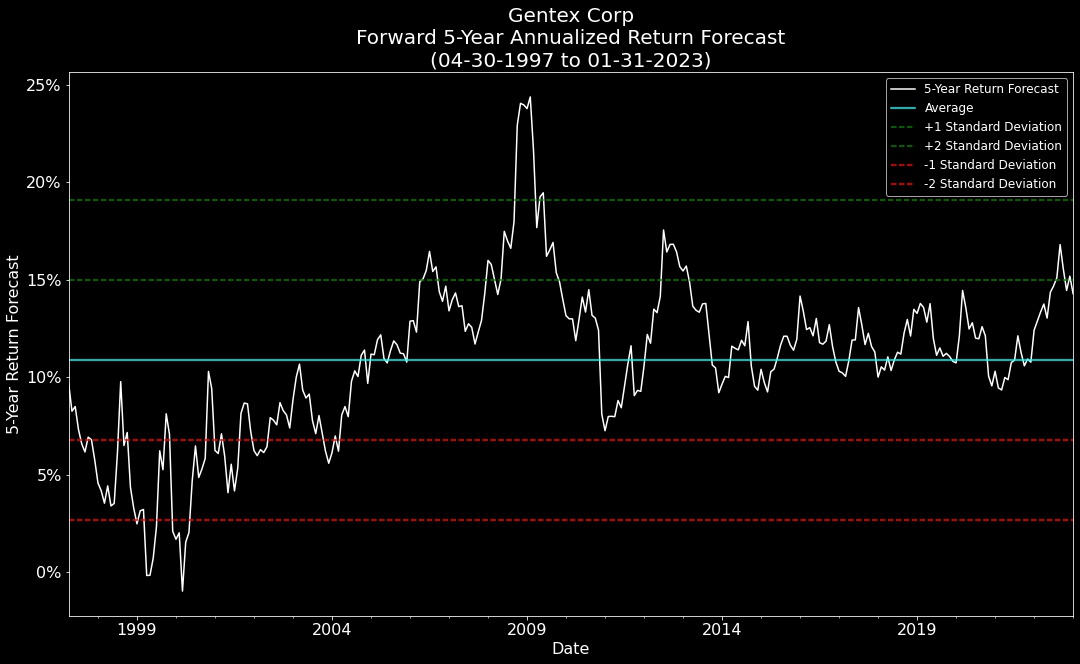 Gentex Corp
Forward 5-Year Annualized Return Forecast
(04-30-1997 to 01-31-2023)
25%
20%
15%
10%
5%
0%
5-Year Return Forecast
5-Year Return Forecast
Average
+1 Standard Deviation
+2 Standard Deviation
-1 Standard Deviation
-2 Standard Deviation
1999
2004
2009
2014
2019
Date